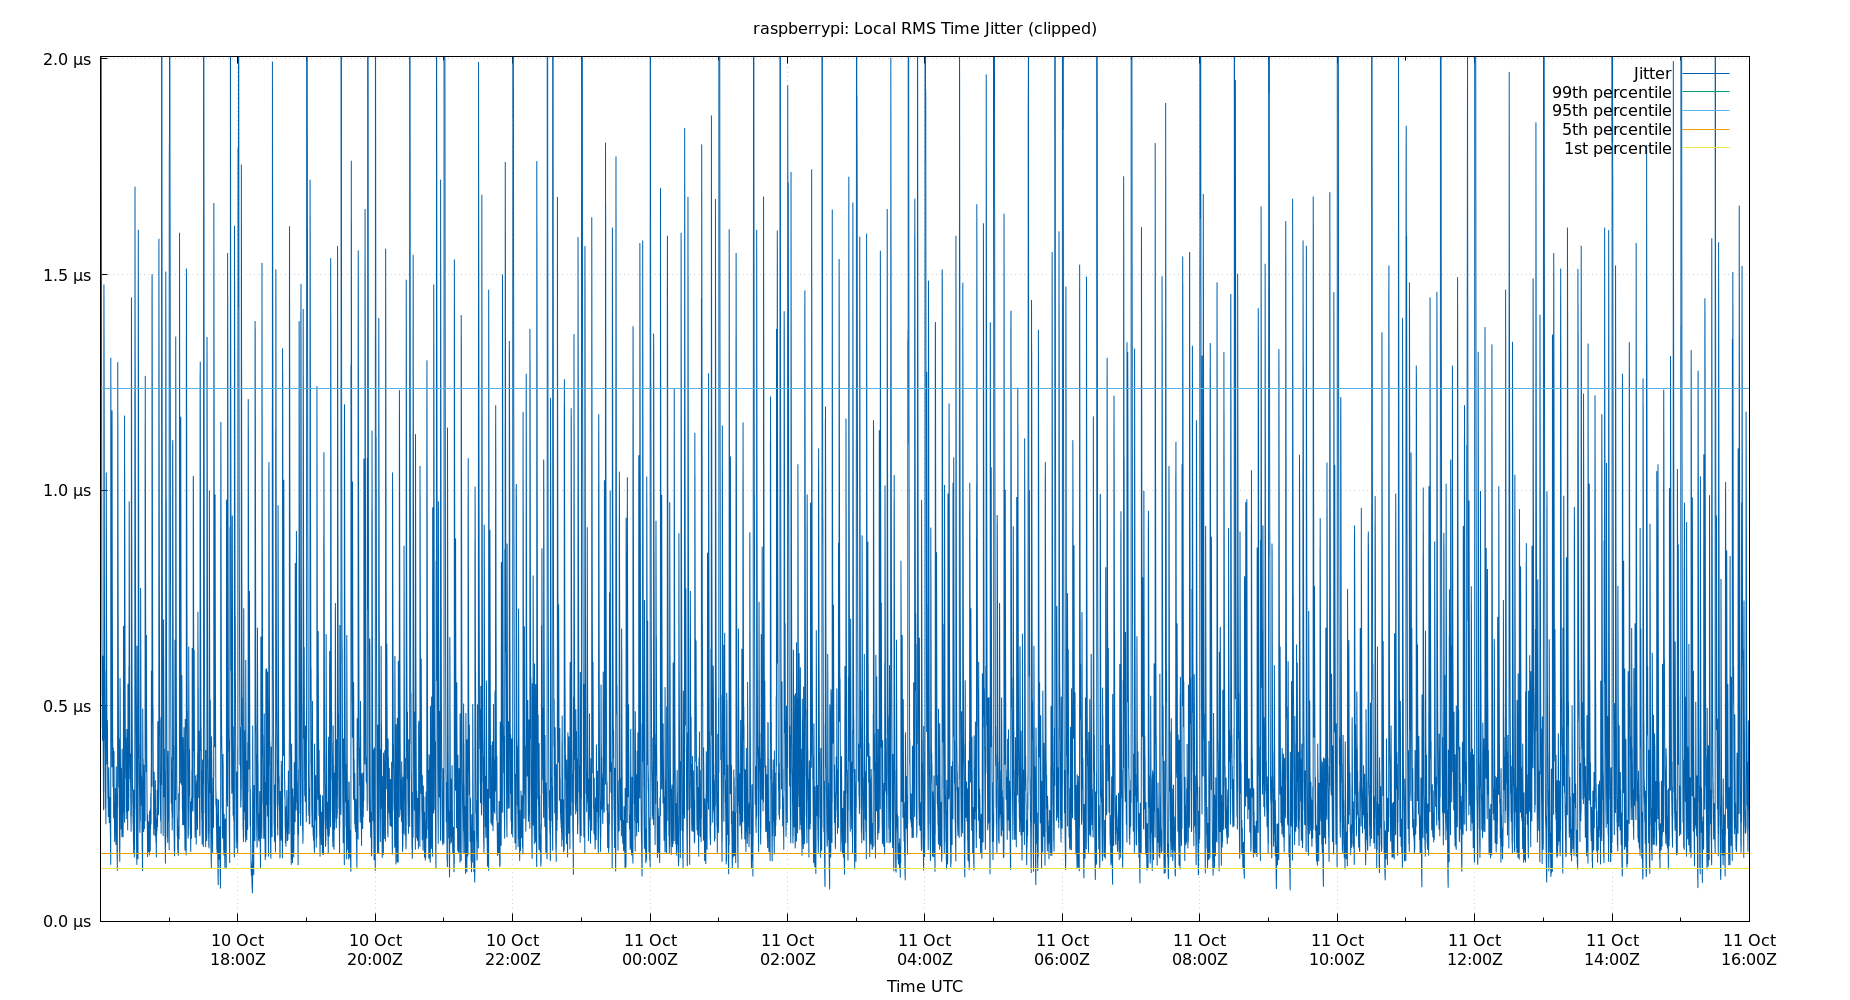 raspberrypi: Local RMS Time Jitter (clipped)
2.0 µs
1.5 µs
1.0 µs
0.5 µs
0.0 µs
Jitter
99th percentile
95th percentile
5th percentile
1st percentile
10 Oct 10 Oct 10 Oct 11 Oct 11 Oct 11 Oct 11 Oct 11 Oct 11 Oct 11 Oct 11 Oct 11 Oct
18:00Z 20:00Z 22:00Z 00:00Z 02:00Z 04:00Z 06:00Z 08:00Z 10:00Z 12:00Z 14:00Z 16:00Z
Time UTC